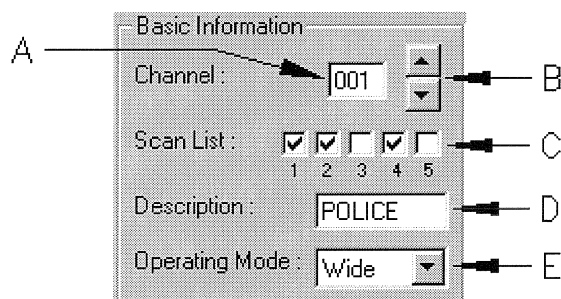 Basic Information
A
Channel : 001 B
Scan List : C
1 2 3 4 5
Description : POLICE D
Operating Mode : Wide E